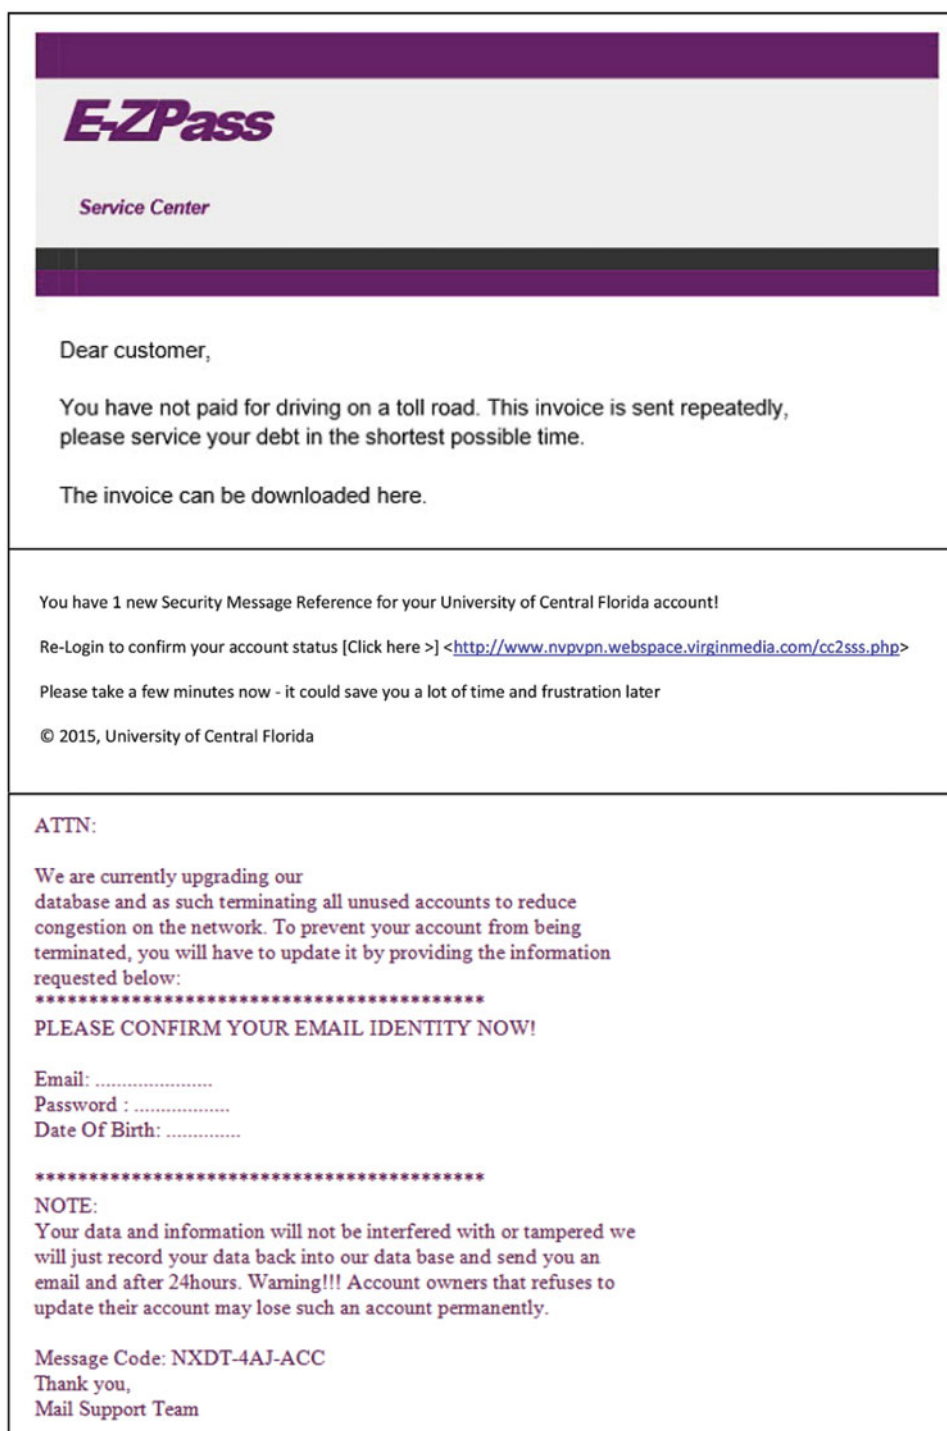 E-ZPass
Service Center
Dear customer,
You have not paid for driving on a toll road. This invoice is sent repeatedly,
please service your debt in the shortest possible time.
The invoice can be downloaded here.
You have 1 new Security Message Reference for your University of Central Florida account!
Re-Login to confirm your account status [Click here >] <http://www.nvpvpn.webspace.virginmedia.com/cc2sss.php>
Please take a few minutes now - it could save you a lot of time and frustration later
© 2015, University of Central Florida
ATTN:
We are currently upgrading our
database and as such terminating all unused accounts to reduce
congestion on the network. To prevent your account from being
terminated, you will have to update it by providing the information
requested below:
******************************************
PLEASE CONFIRM YOUR EMAIL IDENTITY NOW!
Email: ......................
Password : ..................
Date Of Birth: ..............
******************************************
NOTE:
Your data and information will not be interfered with or tampered we
will just record your data back into our data base and send you an
email and after 24hours. Warning!!! Account owners that refuses to
update their account may lose such an account permanently.
Message Code: NXDT-4AJ-ACC
Thank you,
Mail Support Team